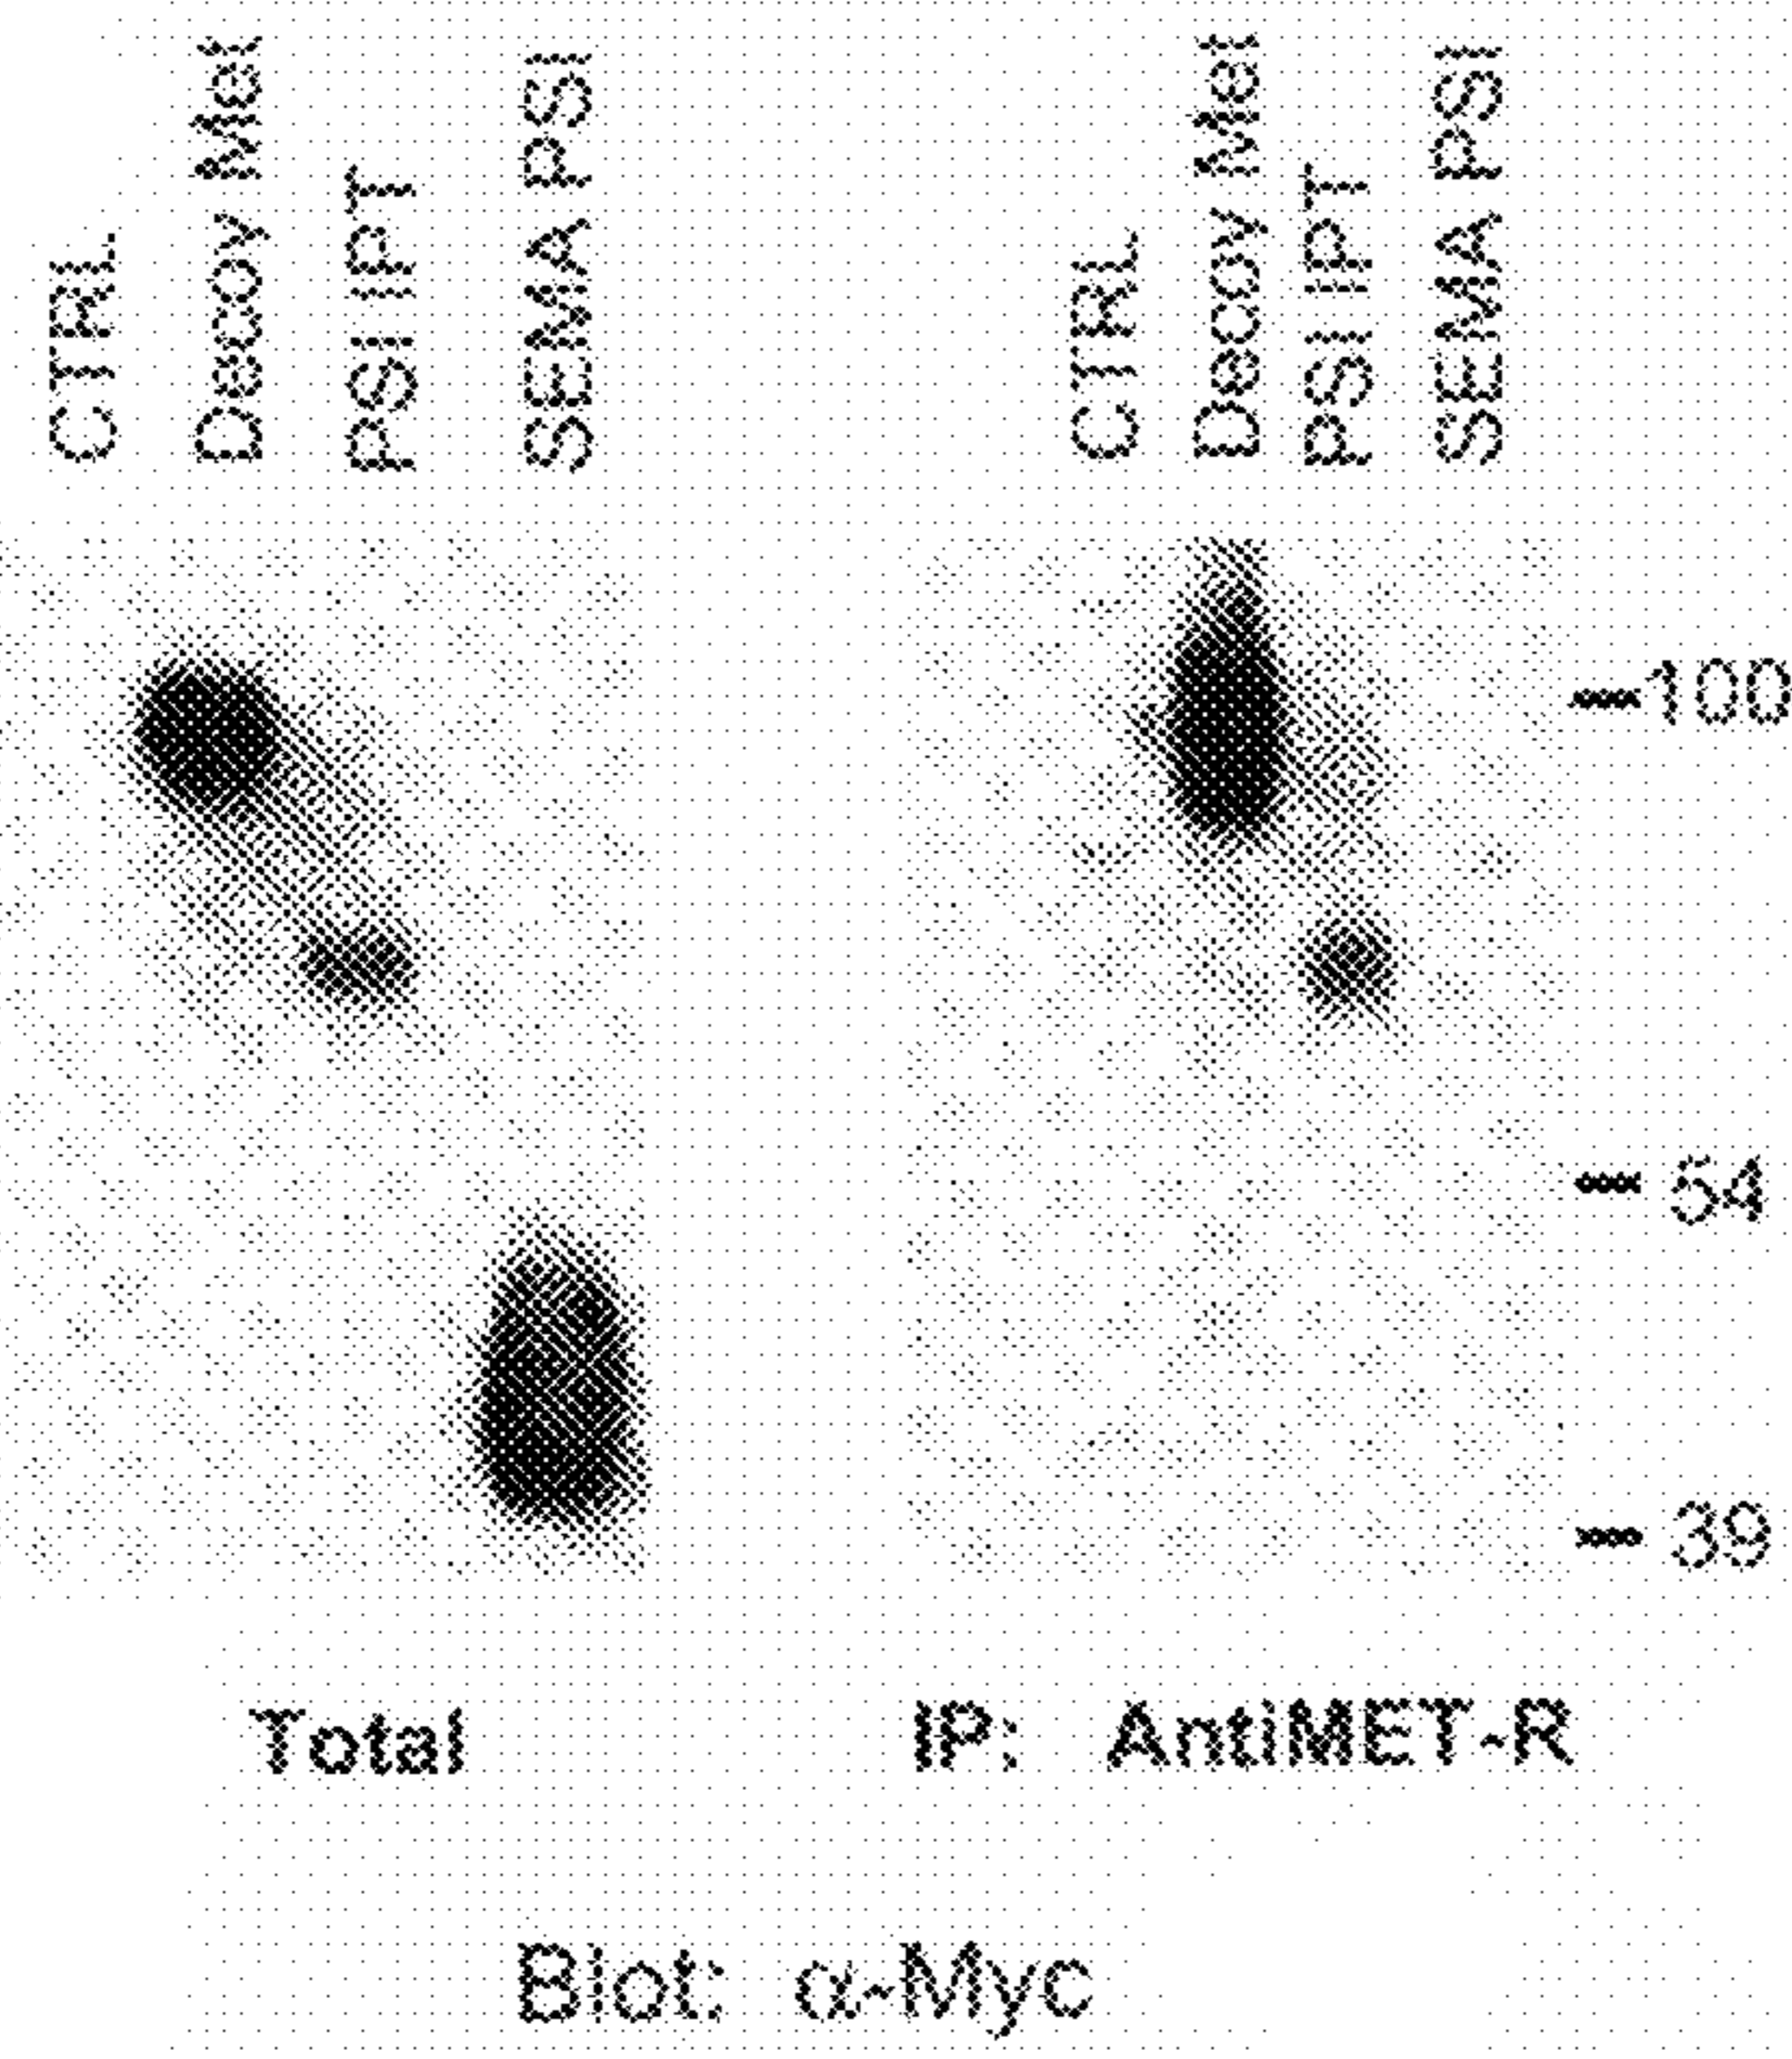 CTRL
Decoy Met
PSI IPT
SEMA PSI
CTRL
Decoy Met
PSI IPT
SEMA PSI
100
54
39
Total
IP: AntiMET-R
Blot: α-Myc